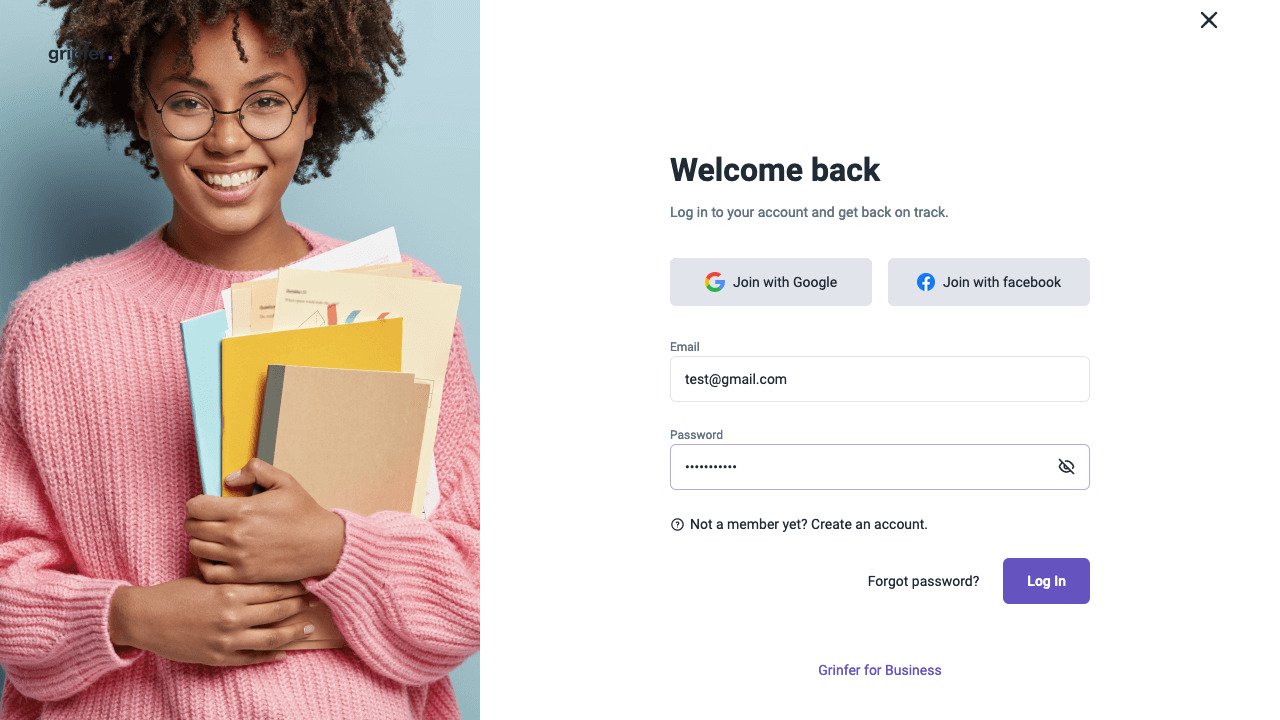 grinfer.
Welcome back
Log in to your account and get back on track.
Join with Google
Join with facebook
Email
test@gmail.com
Password
•••••••••••
Not a member yet? Create an account.
Forgot password?
Log In
Grinfer for Business